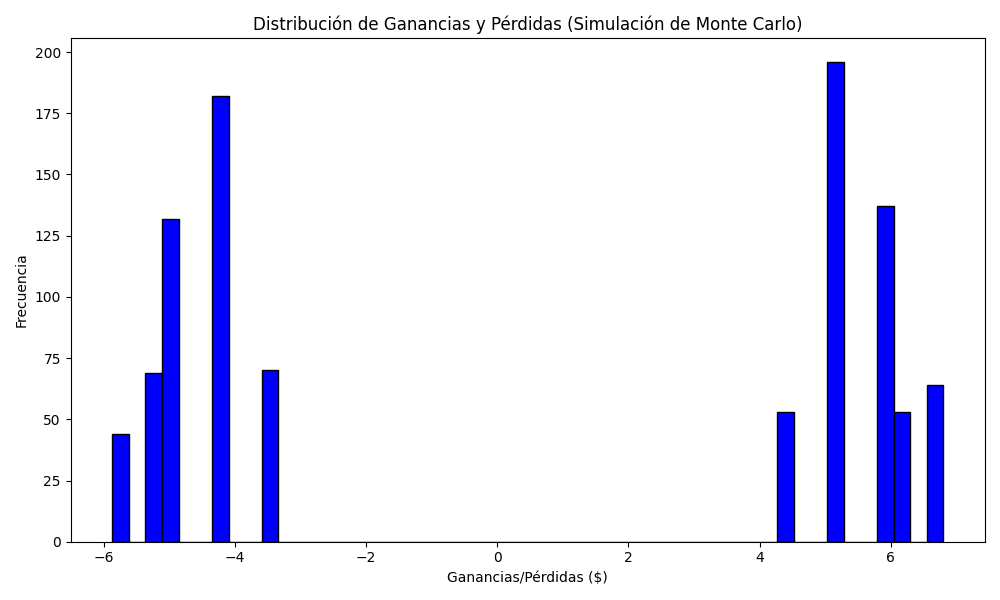 Distribución de Ganancias y Pérdidas (Simulación de Monte Carlo)
200
175
150
125
100
75
50
25
0
Frecuencia
−6 −4 −2 0 2 4 6
Ganancias/Pérdidas ($)